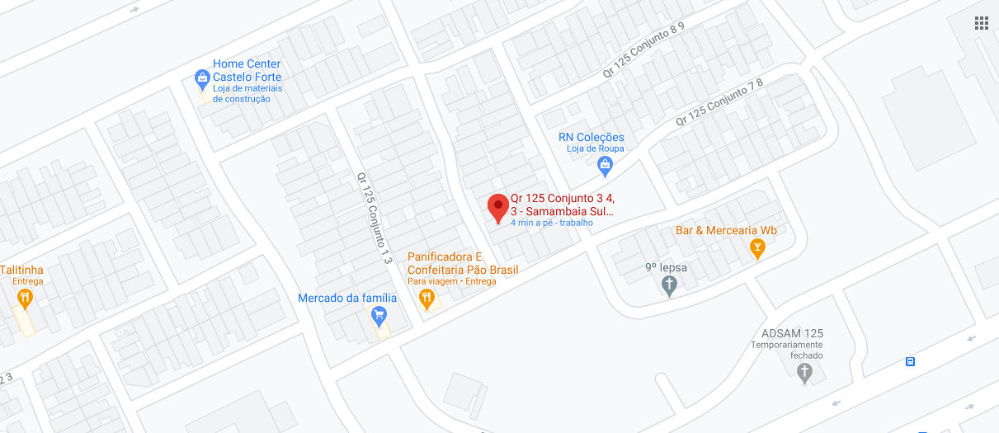 Qr 125 Conjunto 8 9
Home Center
Castelo Forte
Loja de materiais
de construção
Qr 125 Conjunto 7 8
RN Coleções
Loja de Roupa
Qr 125 Conjunto 1 3
Qr 125 Conjunto 3 4,
3 - Samambaia Sul...
4 min a pé - trabalho
Bar & Mercearia Wb
Panificadora E
Confeitaria Pão Brasil
Para viagem • Entrega
9º Iepsa
Talitinha
Entrega
Mercado da família
ADSAM 125
Temporariamente
fechado
2 3